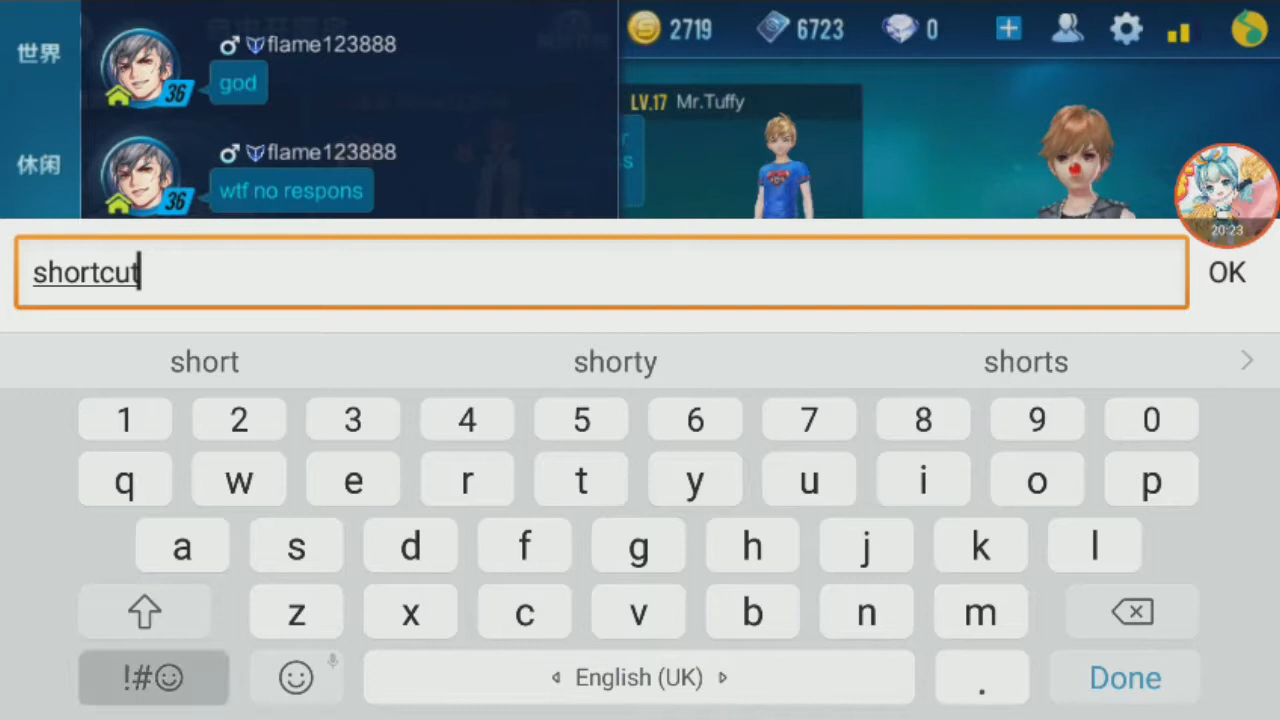 世界
flame123888
36
god
休闲
flame123888
36
wtf no respons
2719
6723
0
LV.17 Mr.Tuffy
20:23
shortcut
OK
short
shorty
shorts
1 2 3 4 5 6 7 8 9 0
q w e r t y u i o p
a s d f g h j k l
z x c v b n m
!#☺
English (UK)
.
Done